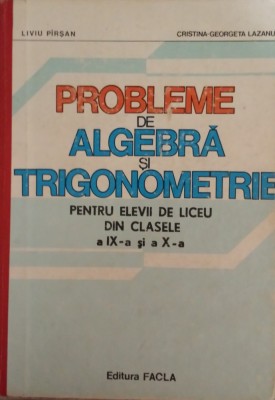 LIVIU PÎRȘAN
CRISTINA-GEORGETA LAZANU
PROBLEME
DE
ALGEBRĂ
ȘI
TRIGONOMETRIE
PENTRU ELEVII DE LICEU
DIN CLASELE
a IX-a și a X-a
Editura FACLA